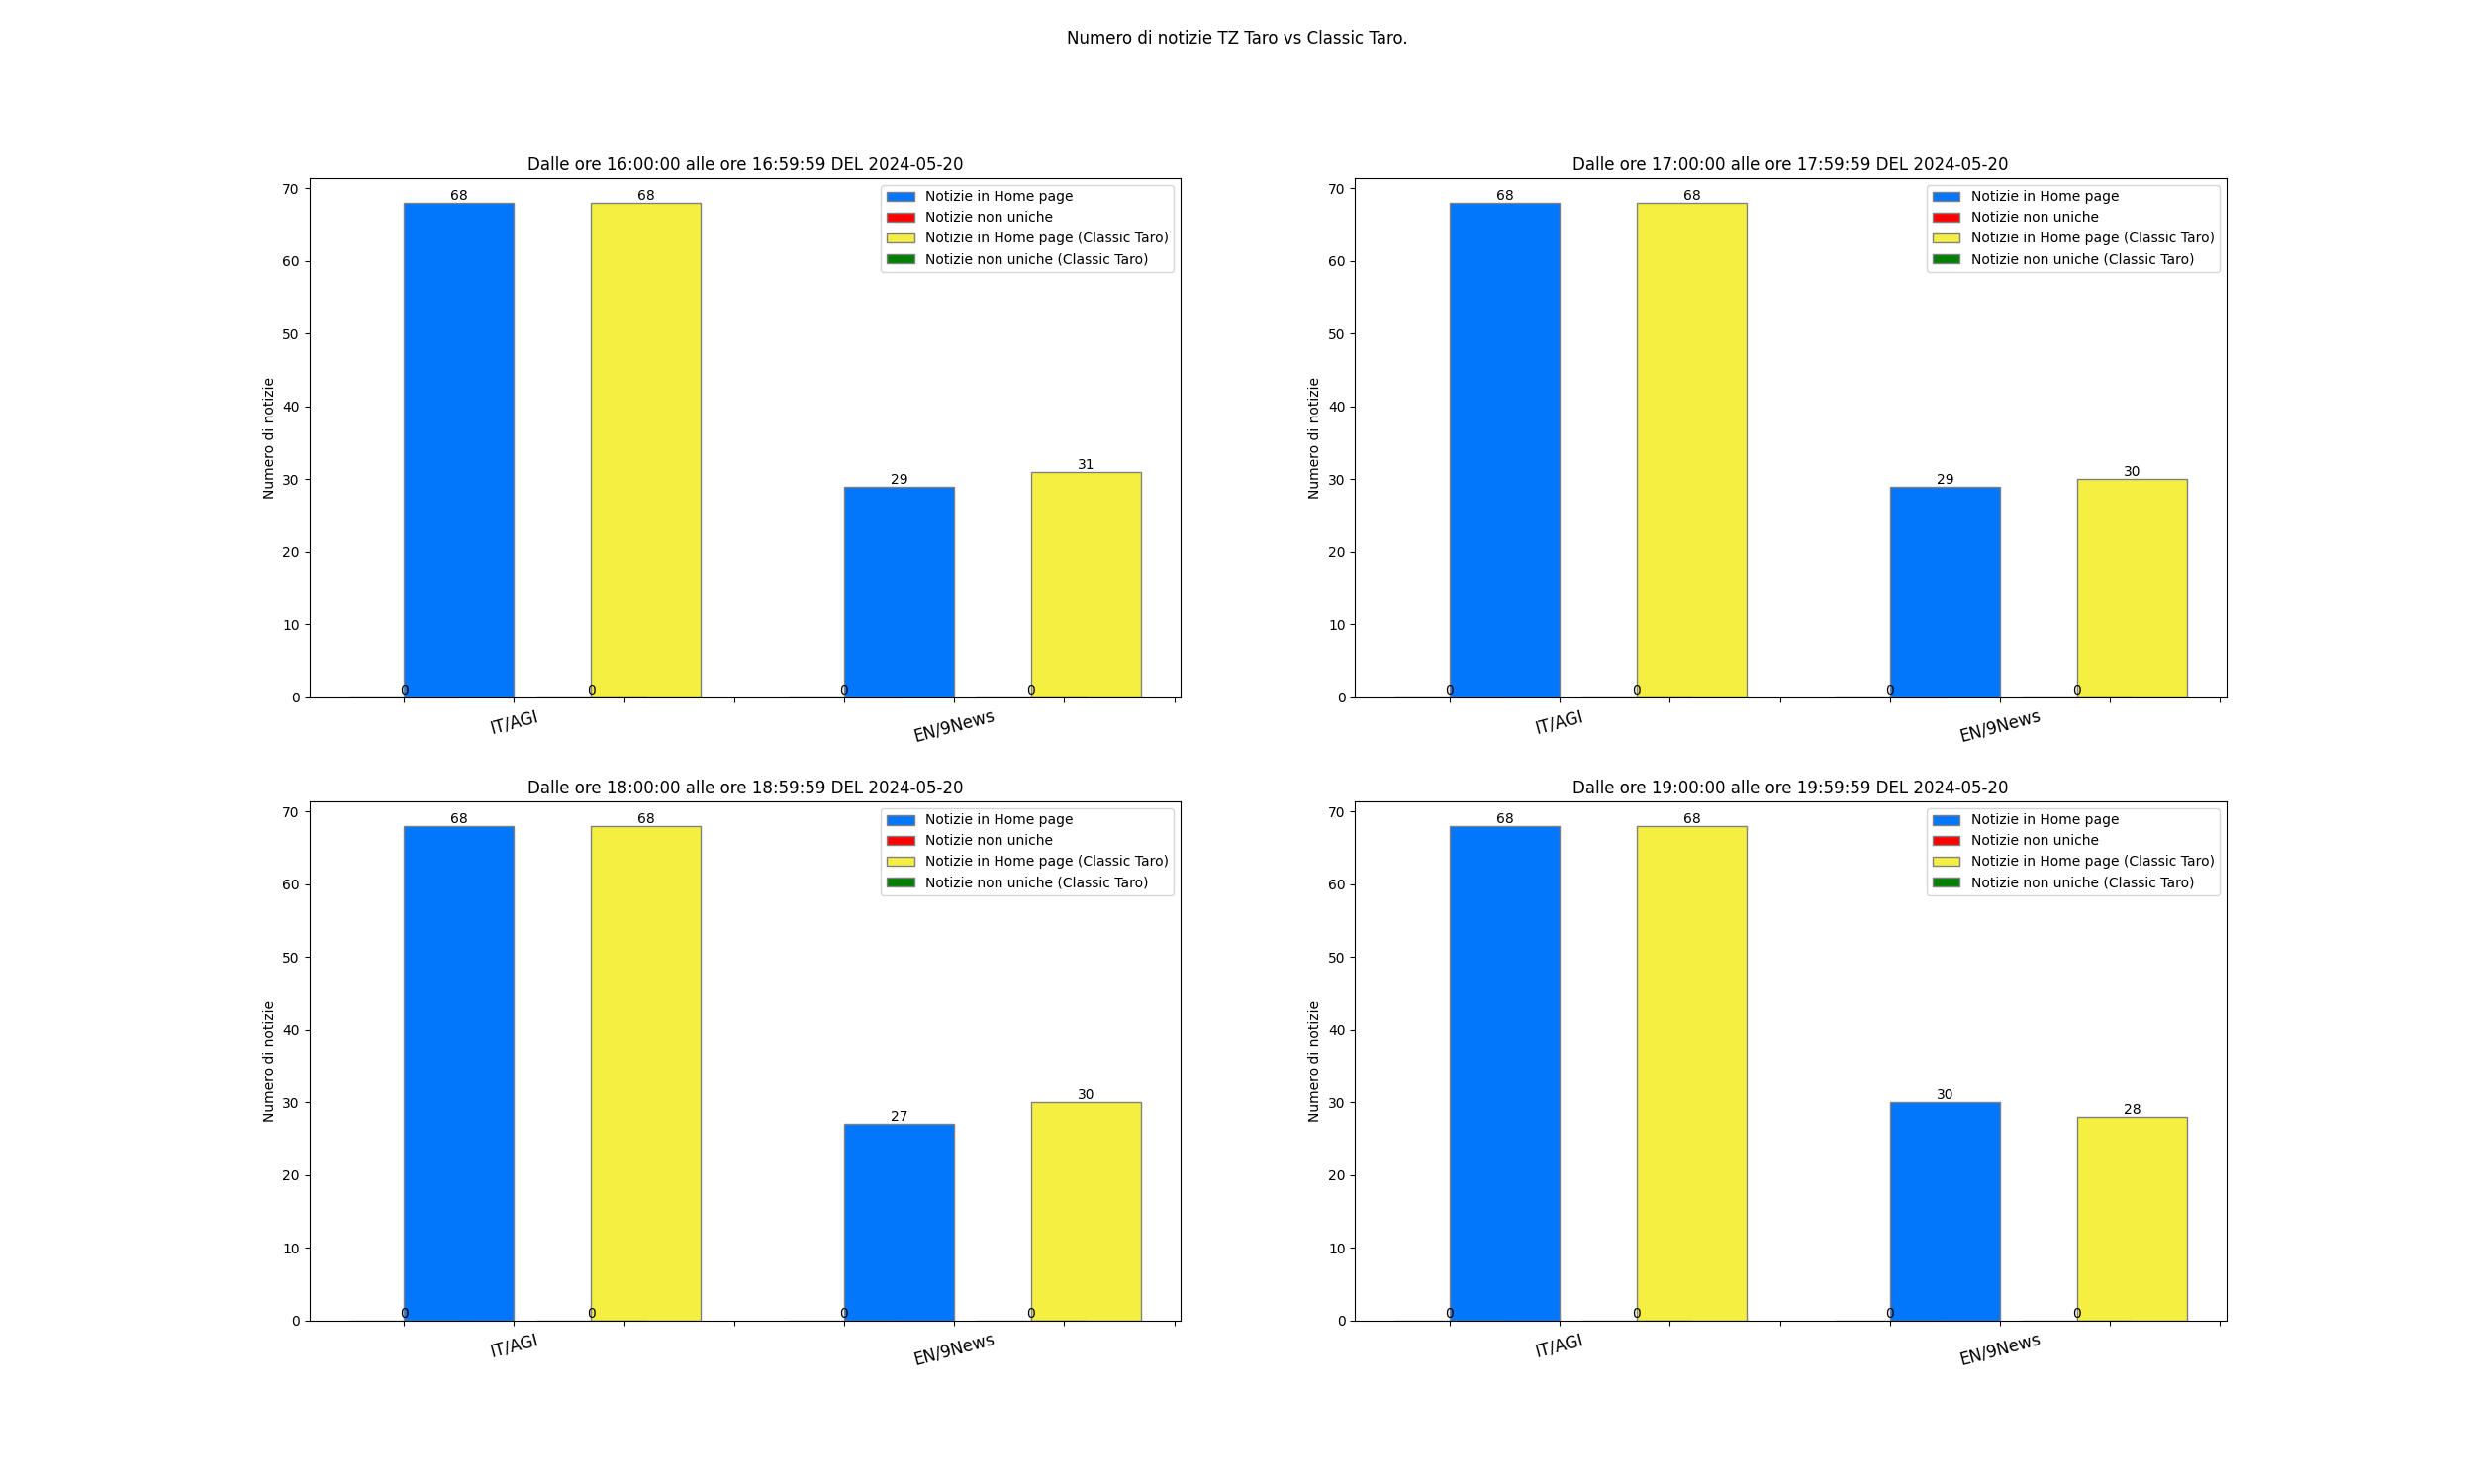 Numero di notizie TZ Taro vs Classic Taro.
Dalle ore 16:00:00 alle ore 16:59:59 DEL 2024-05-20
Numero di notizie
70
60
50
40
30
20
10
0
68
68
29
31
0
0
0
0
Notizie in Home page
Notizie non uniche
Notizie in Home page (Classic Taro)
Notizie non uniche (Classic Taro)
IT/AGI
EN/9News
Dalle ore 17:00:00 alle ore 17:59:59 DEL 2024-05-20
Numero di notizie
70
60
50
40
30
20
10
0
68
68
29
30
0
0
0
0
Notizie in Home page
Notizie non uniche
Notizie in Home page (Classic Taro)
Notizie non uniche (Classic Taro)
IT/AGI
EN/9News
Dalle ore 18:00:00 alle ore 18:59:59 DEL 2024-05-20
Numero di notizie
70
60
50
40
30
20
10
0
68
68
27
30
0
0
0
0
Notizie in Home page
Notizie non uniche
Notizie in Home page (Classic Taro)
Notizie non uniche (Classic Taro)
IT/AGI
EN/9News
Dalle ore 19:00:00 alle ore 19:59:59 DEL 2024-05-20
Numero di notizie
70
60
50
40
30
20
10
0
68
68
30
28
0
0
0
0
Notizie in Home page
Notizie non uniche
Notizie in Home page (Classic Taro)
Notizie non uniche (Classic Taro)
IT/AGI
EN/9News